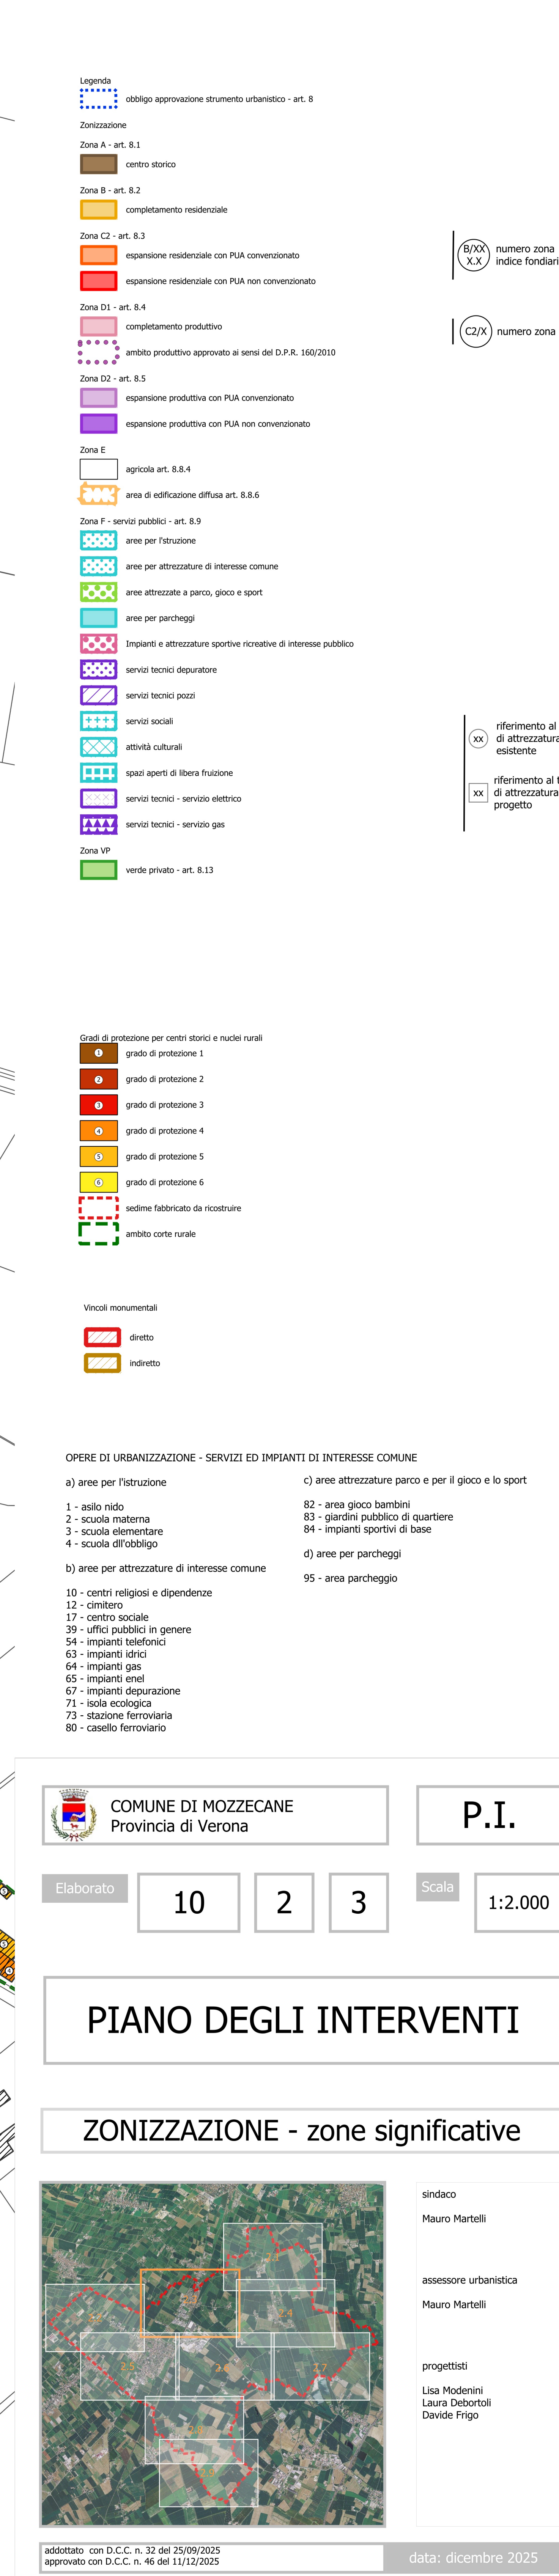 Legenda
obbligo approvazione strumento urbanistico - art. 8
Zonizzazione
Zona A - art. 8.1
centro storico
Zona B - art. 8.2
completamento residenziale
Zona C2 - art. 8.3
espansione residenziale con PUA convenzionato
espansione residenziale con PUA non convenzionato
B/XX
X.X
numero zona
indice fondiari
Zona D1 - art. 8.4
completamento produttivo
ambito produttivo approvato ai sensi del D.P.R. 160/2010
C2/X
numero zona
Zona D2 - art. 8.5
espansione produttiva con PUA convenzionato
espansione produttiva con PUA non convenzionato
Zona E
agricola art. 8.8.4
area di edificazione diffusa art. 8.8.6
Zona F - servizi pubblici - art. 8.9
aree per l'istruzione
aree per attrezzature di interesse comune
aree attrezzate a parco, gioco e sport
aree per parcheggi
Impianti e attrezzature sportive ricreative di interesse pubblico
servizi tecnici depuratore
servizi tecnici pozzi
servizi sociali
attività culturali
spazi aperti di libera fruizione
servizi tecnici - servizio elettrico
servizi tecnici - servizio gas
xx
riferimento al
di attrezzatura
esistente
xx
riferimento al t
di attrezzatura
progetto
Zona VP
verde privato - art. 8.13
Gradi di protezione per centri storici e nuclei rurali
1 grado di protezione 1
2 grado di protezione 2
3 grado di protezione 3
4 grado di protezione 4
5 grado di protezione 5
6 grado di protezione 6
sedime fabbricato da ricostruire
ambito corte rurale
Vincoli monumentali
diretto
indiretto
OPERE DI URBANIZZAZIONE - SERVIZI ED IMPIANTI DI INTERESSE COMUNE
a) aree per l'istruzione
1 - asilo nido
2 - scuola materna
3 - scuola elementare
4 - scuola dll'obbligo
b) aree per attrezzature di interesse comune
10 - centri religiosi e dipendenze
12 - cimitero
17 - centro sociale
39 - uffici pubblici in genere
54 - impianti telefonici
63 - impianti idrici
64 - impianti gas
65 - impianti enel
67 - impianti depurazione
71 - isola ecologica
73 - stazione ferroviaria
80 - casello ferroviario
c) aree attrezzature parco e per il gioco e lo sport
82 - area gioco bambini
83 - giardini pubblico di quartiere
84 - impianti sportivi di base
d) aree per parcheggi
95 - area parcheggio
COMUNE DI MOZZECANE
Provincia di Verona
P.I.
Elaborato
10
2
3
Scala
1:2.000
5
5
4
PIANO DEGLI INTERVENTI
ZONIZZAZIONE - zone significative
2.1
2.4
2.5
2.7
sindaco
Mauro Martelli
assessore urbanistica
Mauro Martelli
progettisti
Lisa Modenini
Laura Debortoli
Davide Frigo
addottato con D.C.C. n. 32 del 25/09/2025
approvato con D.C.C. n. 46 del 11/12/2025
data: dicembre 2025